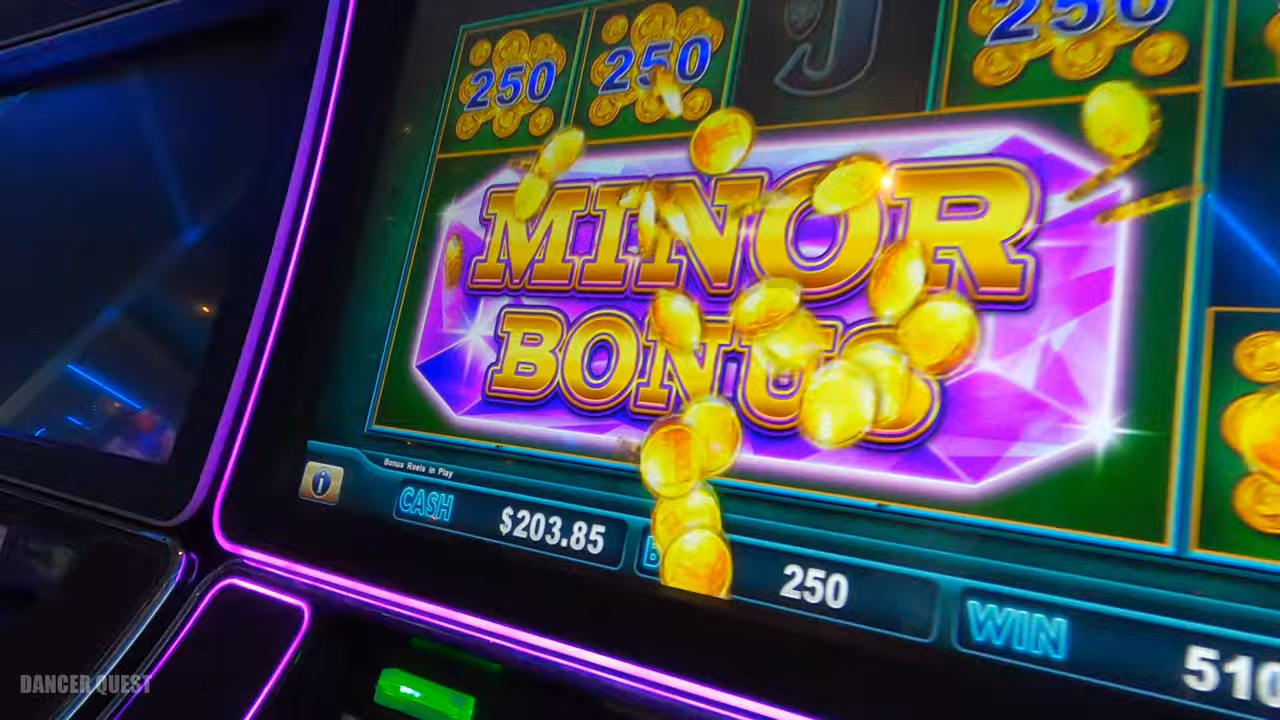 250
250
J
250
MINOR
BONUS
Bonus Reels in Play
i
CASH
$203.85
250
WIN
510
DANCER QUEST